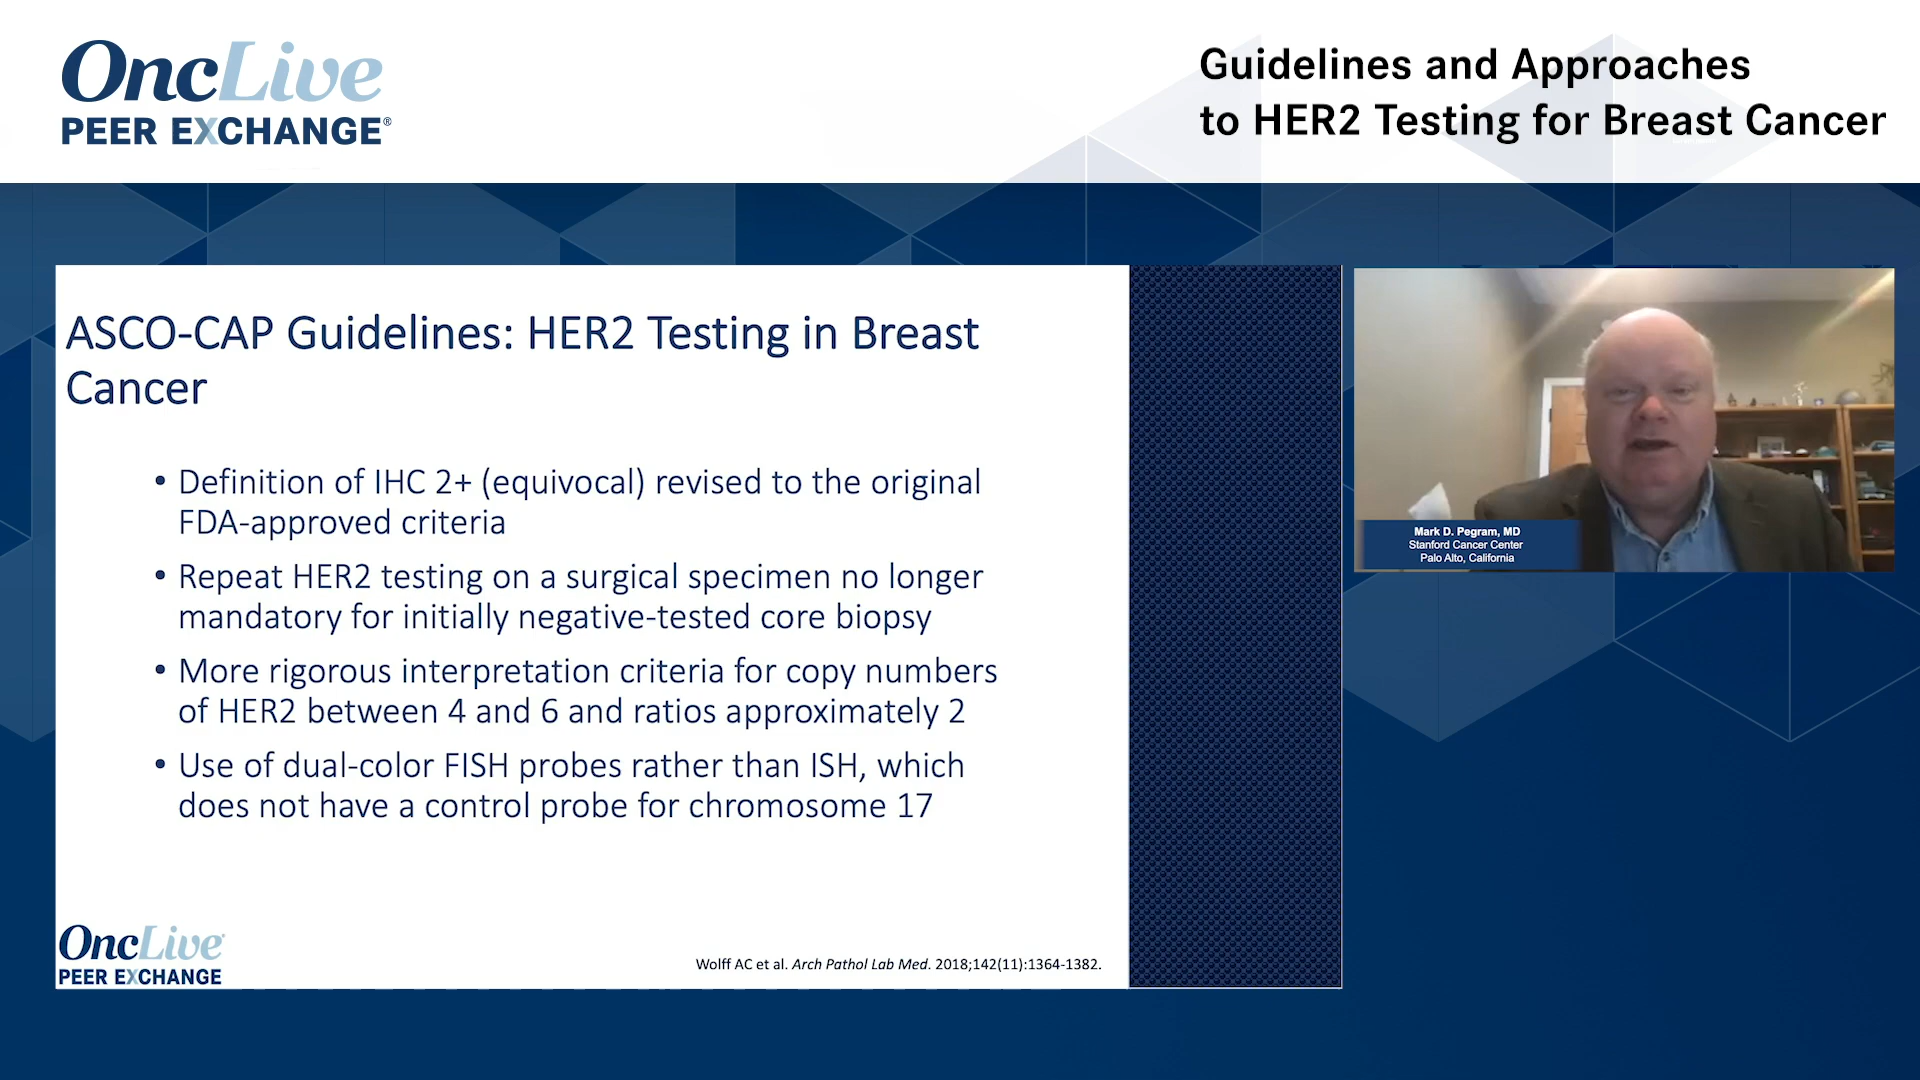 OncLive
PEER EXCHANGE®
Guidelines and Approaches
to HER2 Testing for Breast Cancer
ASCO-CAP Guidelines: HER2 Testing in Breast
Cancer
• Definition of IHC 2+ (equivocal) revised to the original
FDA-approved criteria
• Repeat HER2 testing on a surgical specimen no longer
mandatory for initially negative-tested core biopsy
• More rigorous interpretation criteria for copy numbers
of HER2 between 4 and 6 and ratios approximately 2
• Use of dual-color FISH probes rather than ISH, which
does not have a control probe for chromosome 17
OncLive
PEER EXCHANGE
Wolff AC et al. Arch Pathol Lab Med. 2018;142(11):1364-1382.
Mark D. Pegram, MD
Stanford Cancer Center
Palo Alto, California